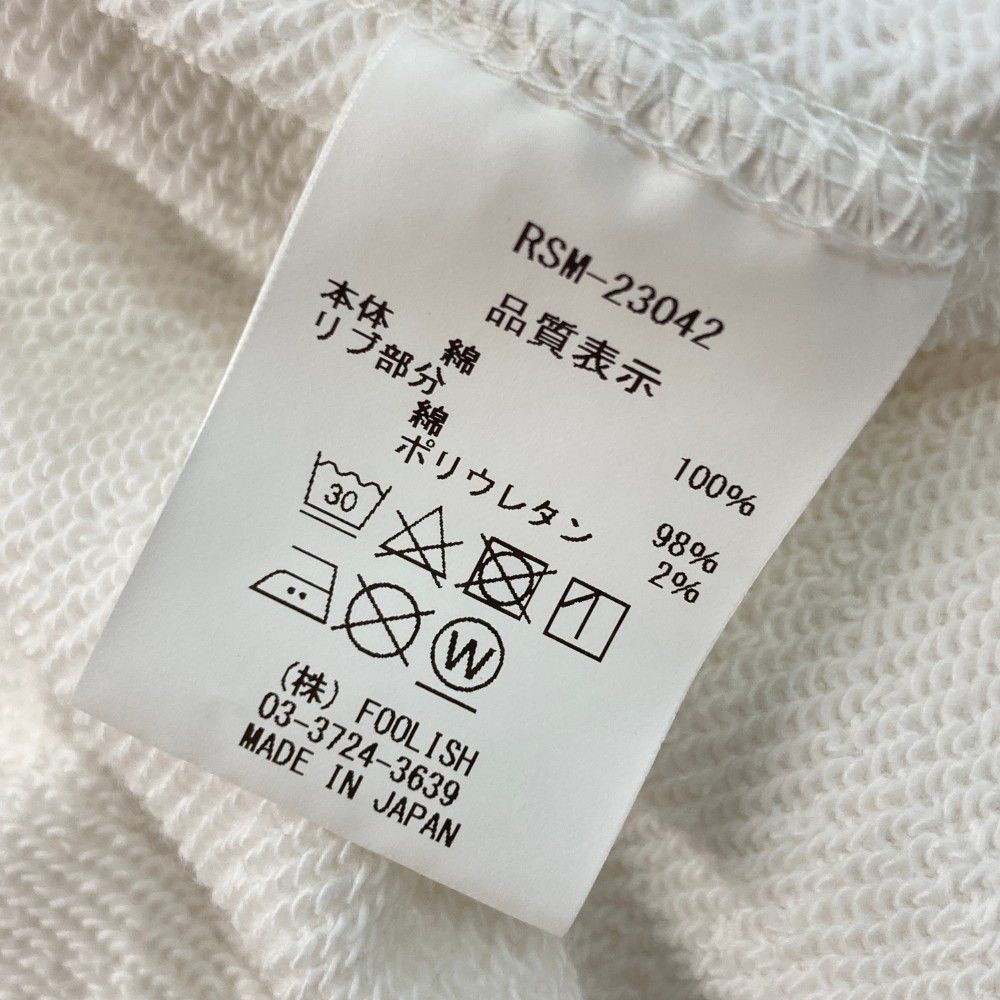 RSM-23042
品質表示
本体
綿 100%
リブ部分
綿 98%
ポリウレタン 2%
30
W
(株) FOOLISH
03-3724-3639
MADE IN JAPAN